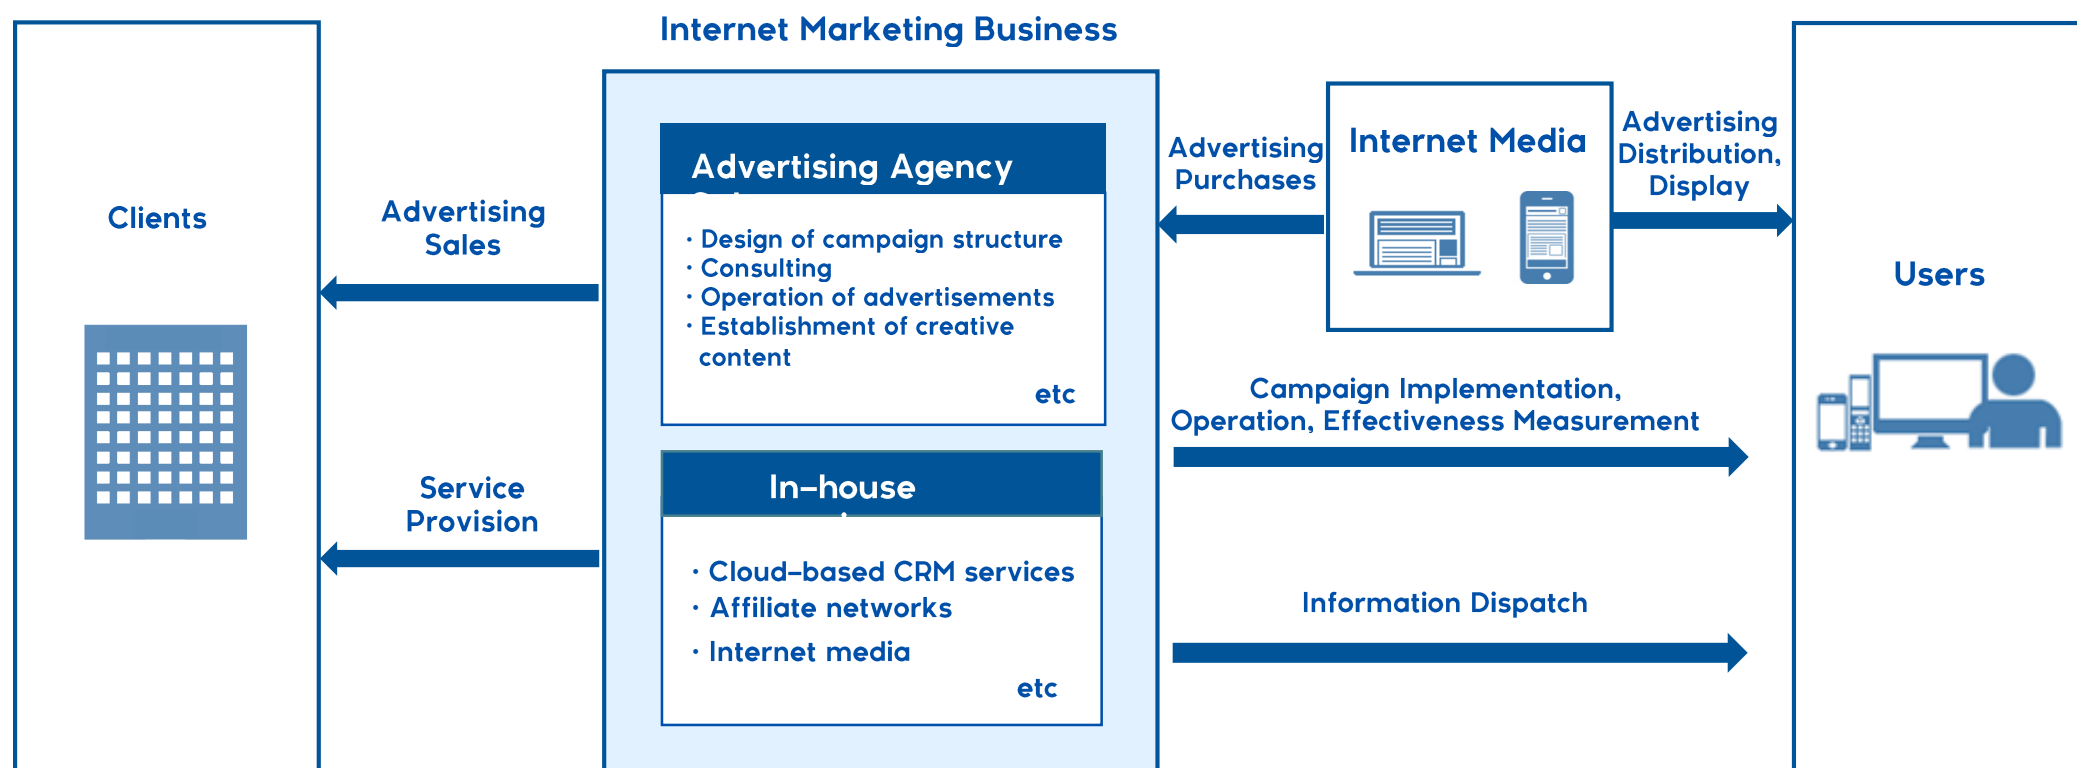 Internet Marketing Business
Clients
Advertising
Sales
Service
Provision
Advertising Agency
· Design of campaign structure
· Consulting
· Operation of advertisements
· Establishment of creative
content
etc
In-house
· Cloud-based CRM services
· Affiliate networks
· Internet media
etc
Advertising
Purchases
Internet Media
Advertising
Distribution,
Display
Campaign Implementation,
Operation, Effectiveness Measurement
Information Dispatch
Users